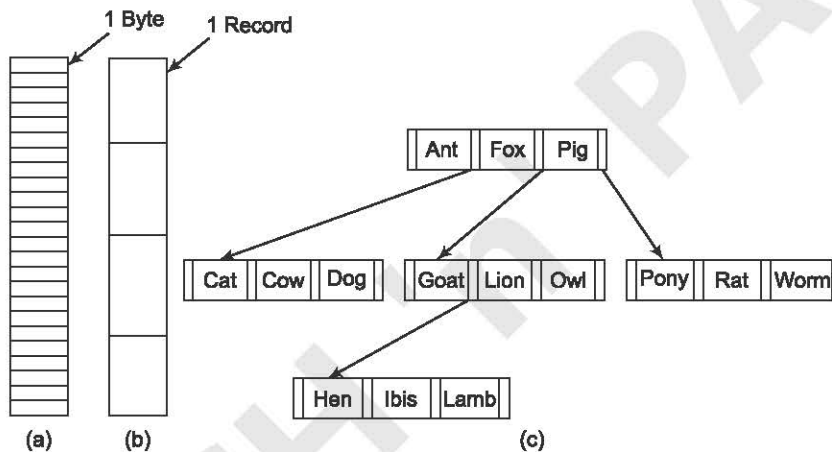 1 Byte
1 Record
Ant Fox Pig
Cat Cow Dog
Goat Lion Owl
Pony Rat Worm
Hen Ibis Lamb
(a) (b) (c)